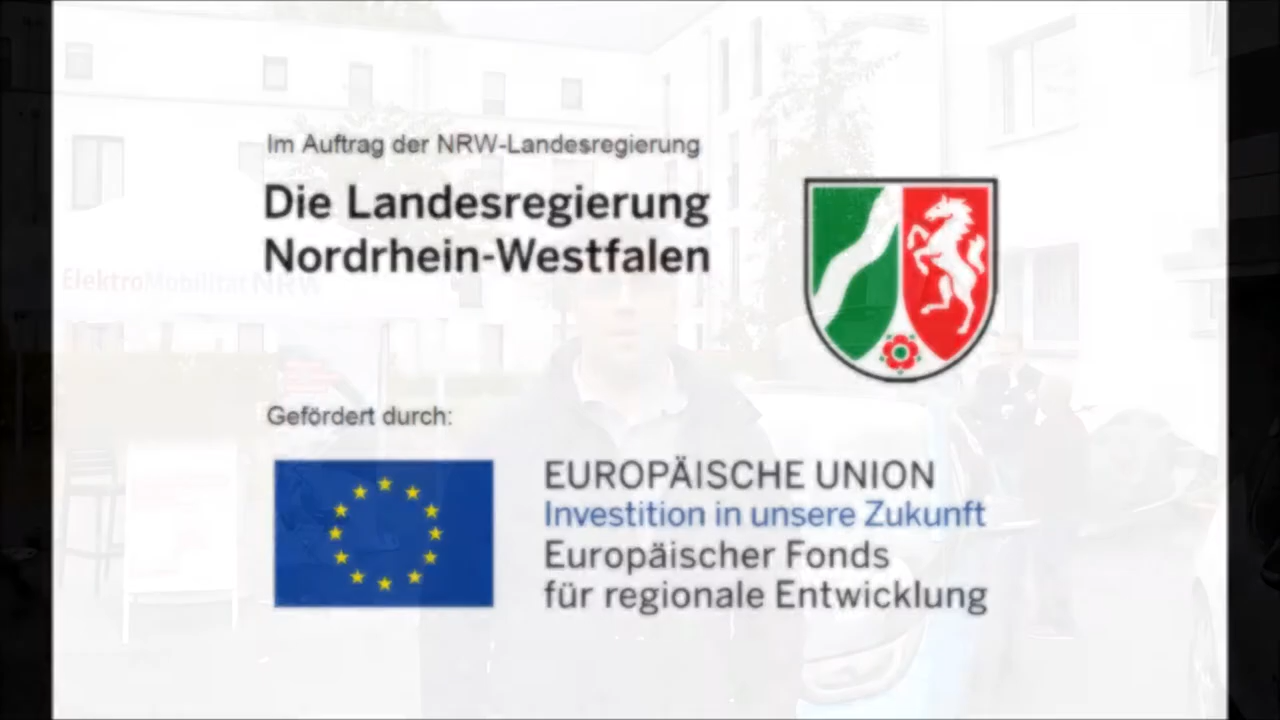 Im Auftrag der NRW-Landesregierung
Die Landesregierung
Nordrhein-Westfalen
ElektroMobilität NRW
Gefördert durch:
EUROPÄISCHE UNION
Investition in unsere Zukunft
Europäischer Fonds
für regionale Entwicklung